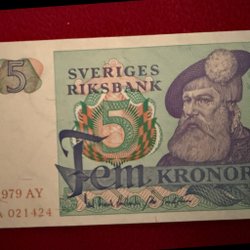 5
SVERIGES
RIKSBANK
5
Fem
KRONOR
1979 AY
A 021424